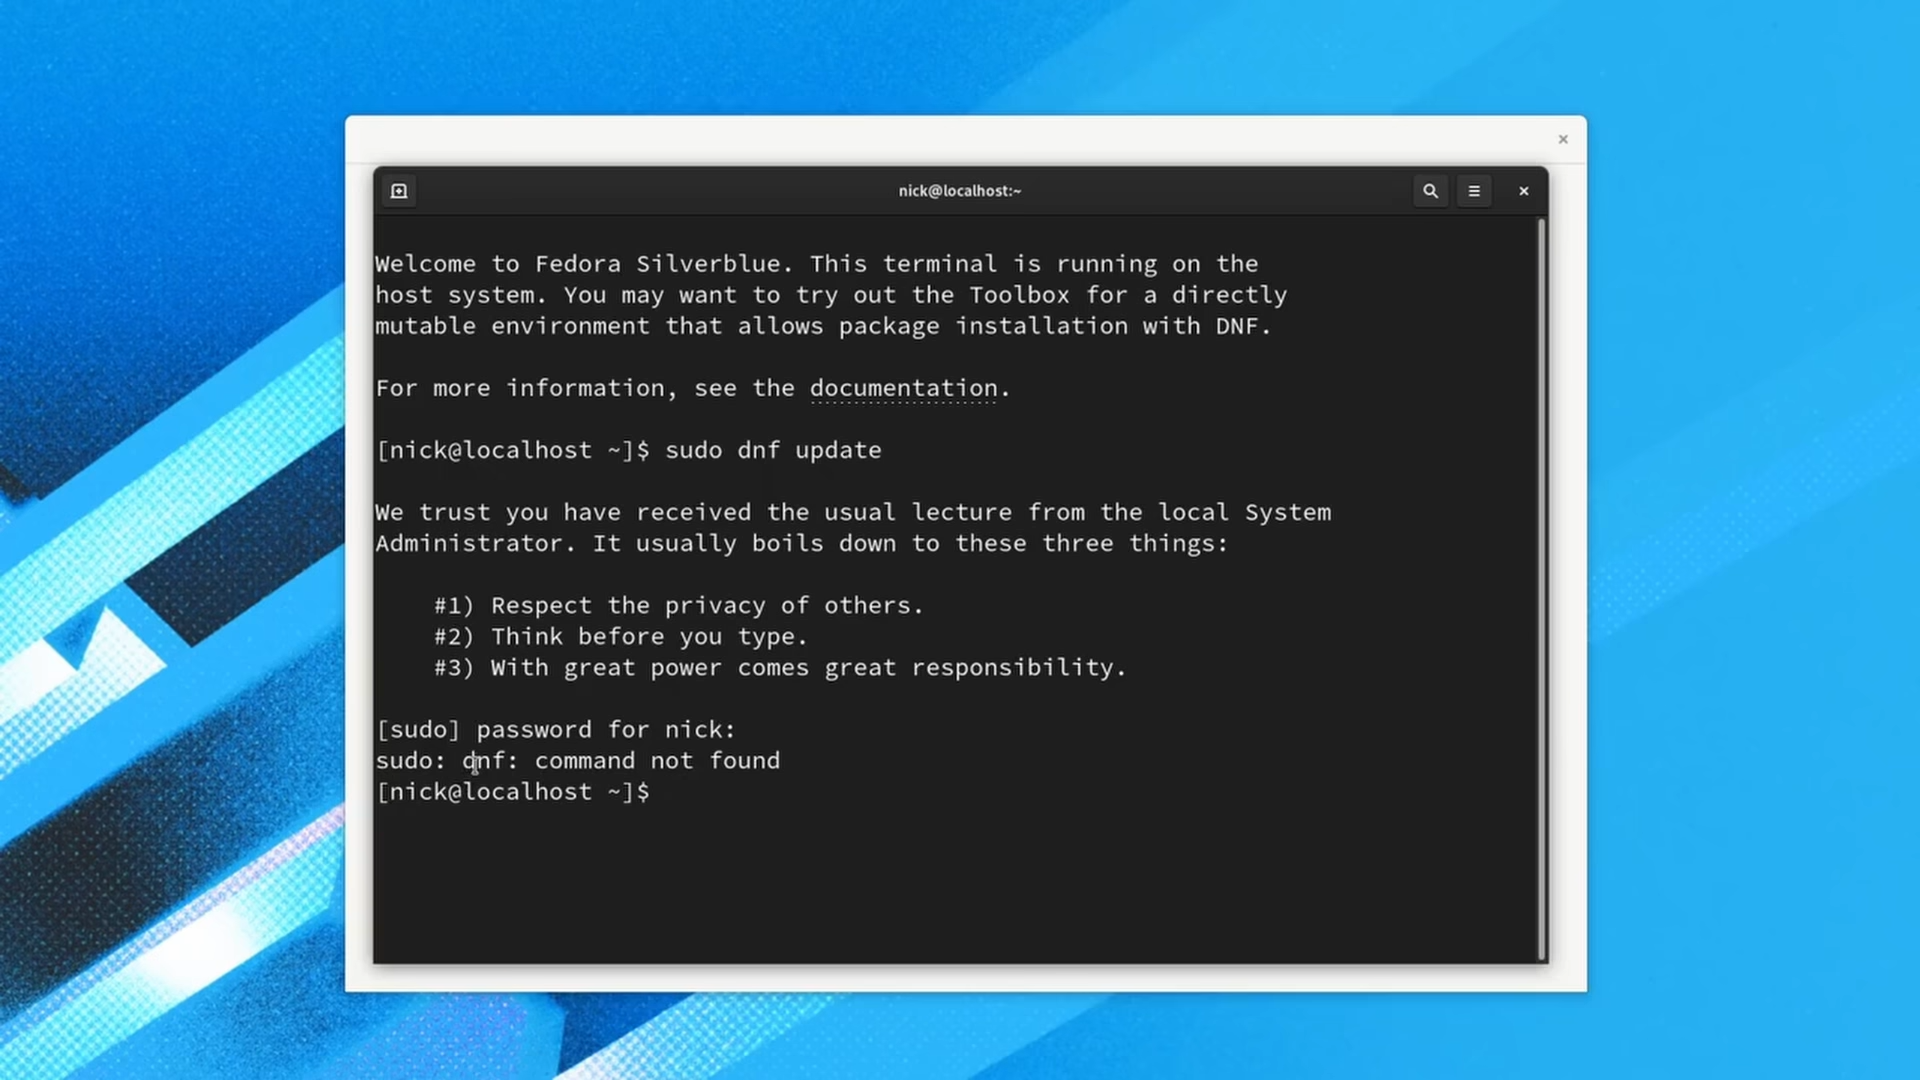 nick@localhost:~
Welcome to Fedora Silverblue. This terminal is running on the
host system. You may want to try out the Toolbox for a directly
mutable environment that allows package installation with DNF.
For more information, see the documentation.
[nick@localhost ~]$ sudo dnf update
We trust you have received the usual lecture from the local System
Administrator. It usually boils down to these three things:
#1) Respect the privacy of others.
#2) Think before you type.
#3) With great power comes great responsibility.
[sudo] password for nick:
sudo: dnf: command not found
[nick@localhost ~]$